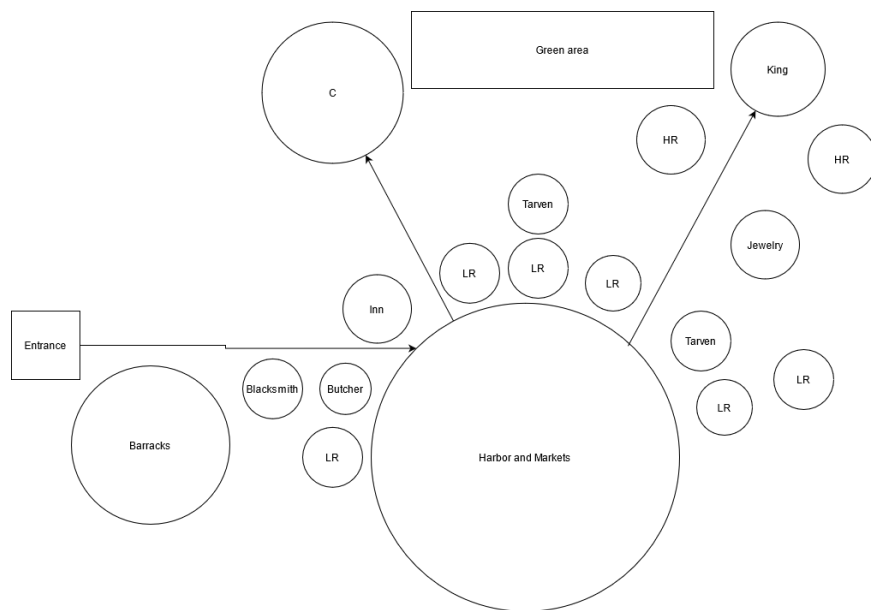 Green area
King
C
HR
HR
Tarven
Jewelry
LR
LR
LR
Inn
Entrance
Tarven
LR
Blacksmith
Butcher
LR
Barracks
LR
Harbor and Markets